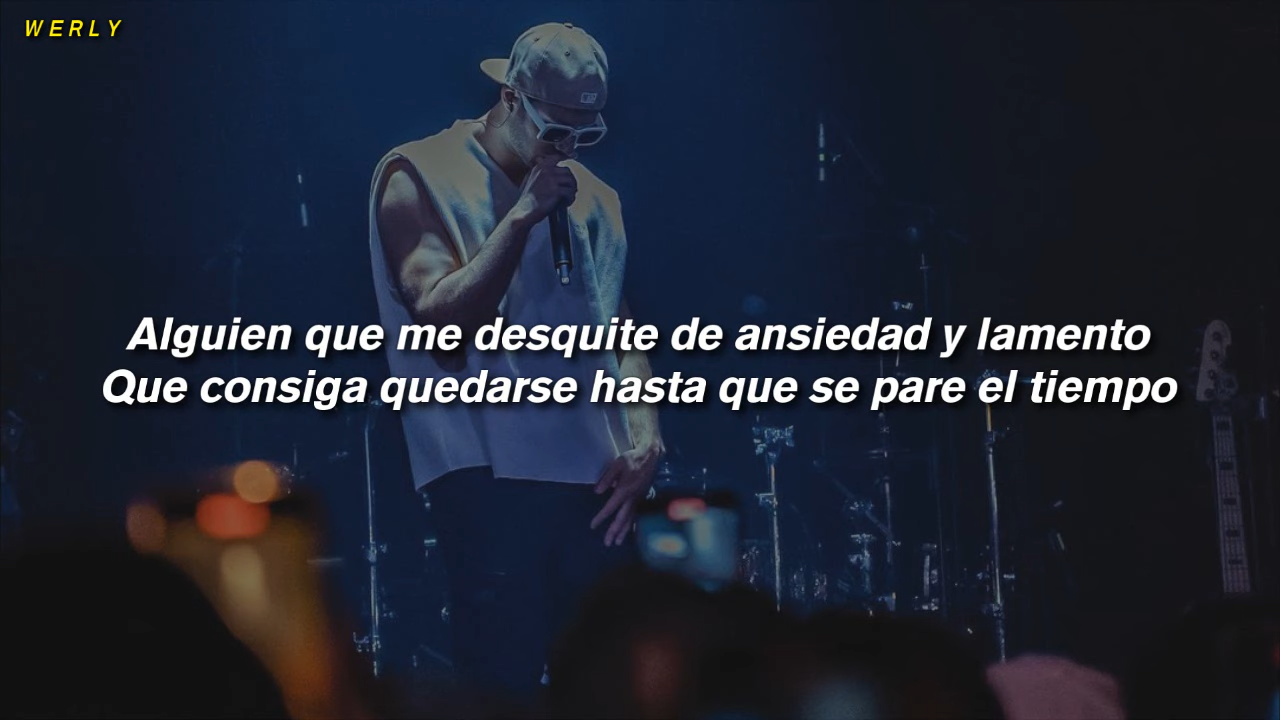 WERLY
Alguien que me desquite de ansiedad y lamento
Que consiga quedarse hasta que se pare el tiempo